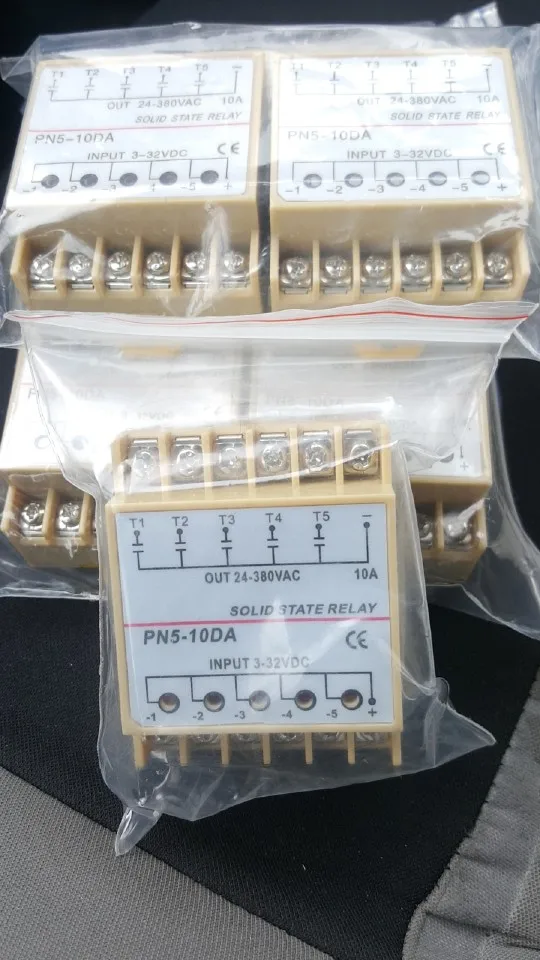 T1 T2 T3 T4 T5 −
OUT 24-380VAC 10A
SOLID STATE RELAY
PN5-10DA
INPUT 3-32VDC CE
-1 -2 -3 -4 -5 +
T1 T2 T3 T4 T5 −
OUT 24-380VAC 10A
SOLID STATE RELAY
PN5-10DA
INPUT 3-32VDC CE
-1 -2 -3 -4 -5 +
T1 T2 T3 T4 T5 −
OUT 24-380VAC 10A
SOLID STATE RELAY
PN5-10DA CE
INPUT 3-32VDC
-1 -2 -3 -4 -5 +